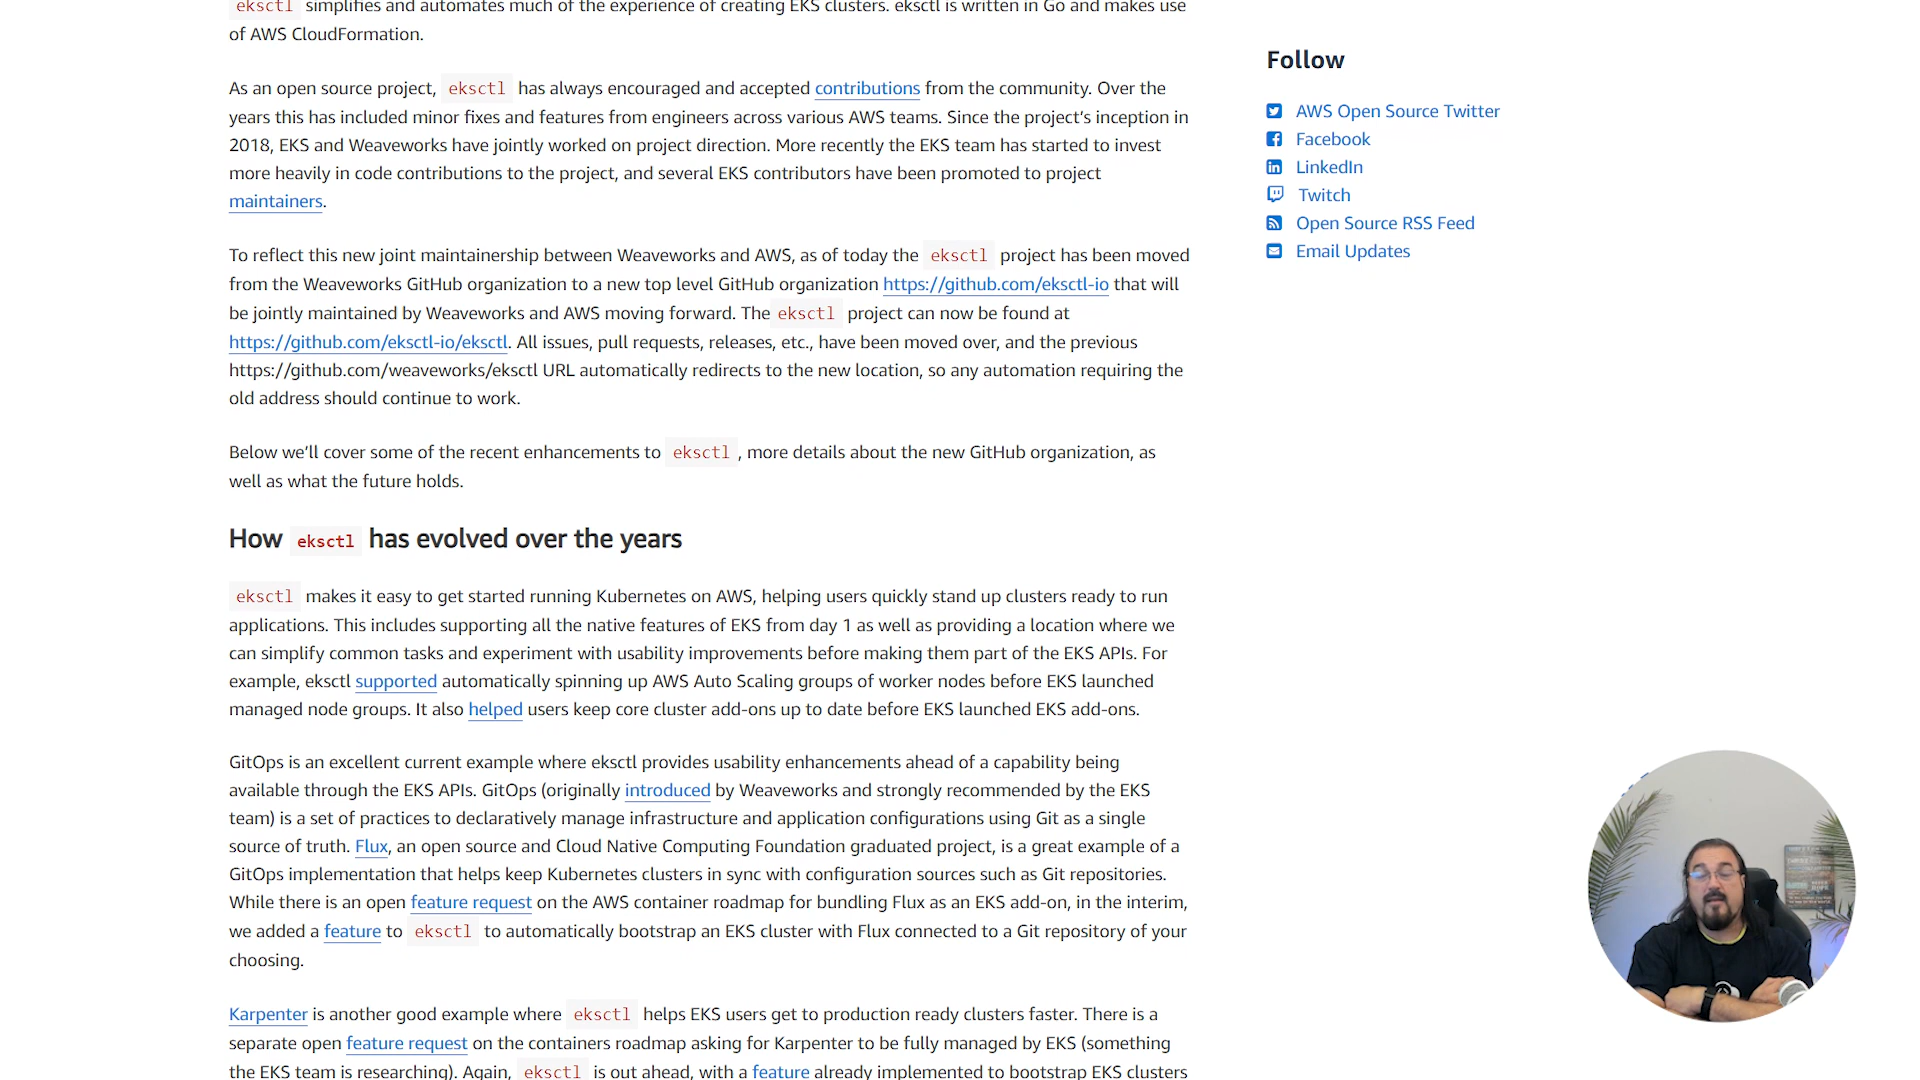 eksctl simplifies and automates much of the experience of creating EKS clusters. eksctl is written in Go and makes use
of AWS CloudFormation.
As an open source project, eksctl has always encouraged and accepted contributions from the community. Over the
years this has included minor fixes and features from engineers across various AWS teams. Since the project’s inception in
2018, EKS and Weaveworks have jointly worked on project direction. More recently the EKS team has started to invest
more heavily in code contributions to the project, and several EKS contributors have been promoted to project
maintainers.
To reflect this new joint maintainership between Weaveworks and AWS, as of today the eksctl project has been moved
from the Weaveworks GitHub organization to a new top level GitHub organization https://github.com/eksctl-io that will
be jointly maintained by Weaveworks and AWS moving forward. The eksctl project can now be found at
https://github.com/eksctl-io/eksctl. All issues, pull requests, releases, etc., have been moved over, and the previous
https://github.com/weaveworks/eksctl URL automatically redirects to the new location, so any automation requiring the
old address should continue to work.
Below we’ll cover some of the recent enhancements to eksctl , more details about the new GitHub organization, as
well as what the future holds.
How eksctl has evolved over the years
eksctl makes it easy to get started running Kubernetes on AWS, helping users quickly stand up clusters ready to run
applications. This includes supporting all the native features of EKS from day 1 as well as providing a location where we
can simplify common tasks and experiment with usability improvements before making them part of the EKS APIs. For
example, eksctl supported automatically spinning up AWS Auto Scaling groups of worker nodes before EKS launched
managed node groups. It also helped users keep core cluster add-ons up to date before EKS launched EKS add-ons.
GitOps is an excellent current example where eksctl provides usability enhancements ahead of a capability being
available through the EKS APIs. GitOps (originally introduced by Weaveworks and strongly recommended by the EKS
team) is a set of practices to declaratively manage infrastructure and application configurations using Git as a single
source of truth. Flux, an open source and Cloud Native Computing Foundation graduated project, is a great example of a
GitOps implementation that helps keep Kubernetes clusters in sync with configuration sources such as Git repositories.
While there is an open feature request on the AWS container roadmap for bundling Flux as an EKS add-on, in the interim,
we added a feature to eksctl to automatically bootstrap an EKS cluster with Flux connected to a Git repository of your
choosing.
Karpenter is another good example where eksctl helps EKS users get to production ready clusters faster. There is a
separate open feature request on the containers roadmap asking for Karpenter to be fully managed by EKS (something
the EKS team is researching). Again, eksctl is out ahead, with a feature already implemented to bootstrap EKS clusters
Follow
AWS Open Source Twitter
Facebook
LinkedIn
Twitch
Open Source RSS Feed
Email Updates